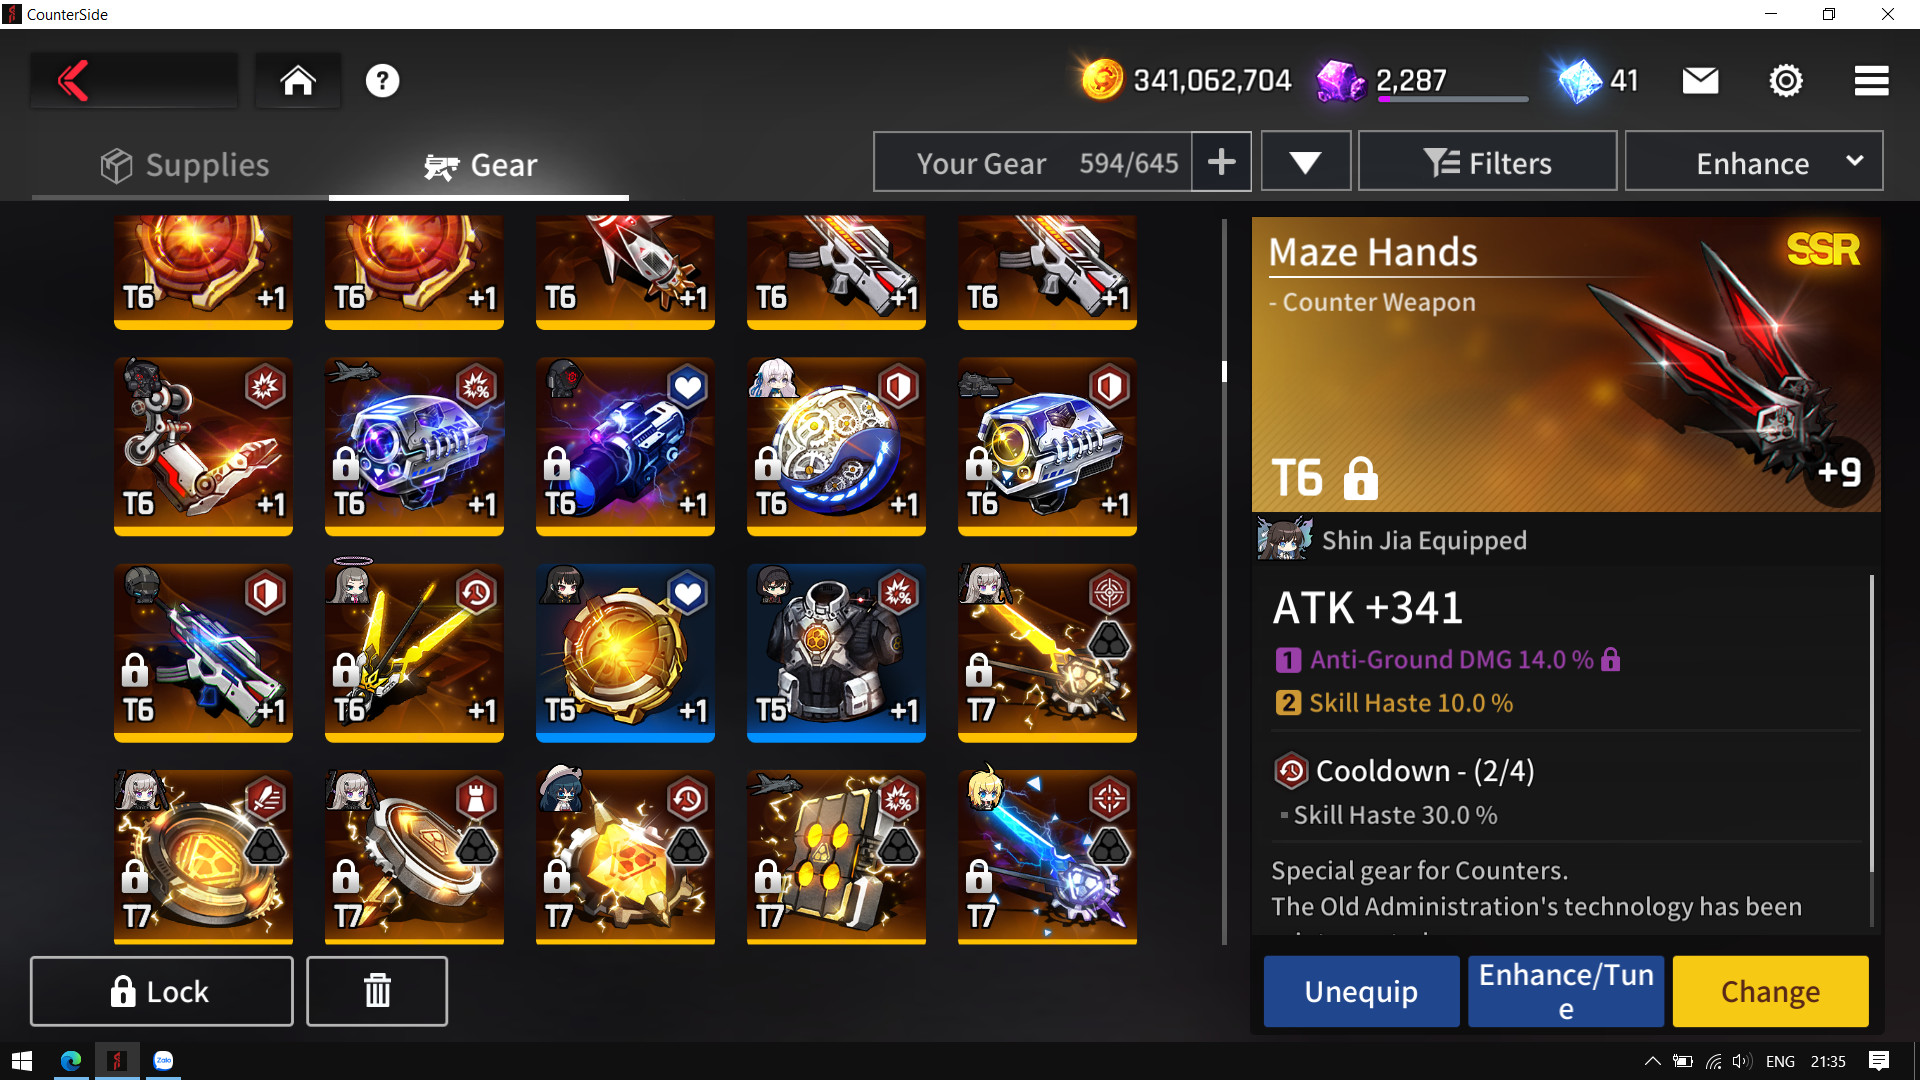 CounterSide
341,062,704
2,287
41
Supplies
Gear
Your Gear 594/645
Filters
Enhance
T6 +1
T6 +1
T6 +1
T6 +1
T6 +1
T6 +1
T6 +1
T6 +1
T6 +1
T6 +1
T6 +1
T6 +1
T5 +1
T5 +1
T7
T7
T7
T7
T7
T7
Lock
Maze Hands
SSR
- Counter Weapon
T6
+9
Shin Jia Equipped
ATK +341
1 Anti-Ground DMG 14.0 %
2 Skill Haste 10.0 %
Cooldown - (2/4)
Skill Haste 30.0 %
Special gear for Counters.
The Old Administration's technology has been
Unequip
Enhance/Tun
e
Change
Zalo
ENG
21:35